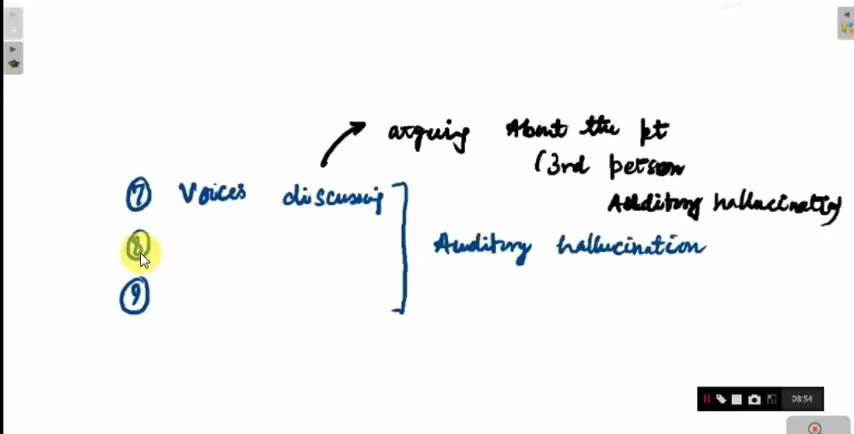 arguing About the pt
(3rd person
Auditory hallucination)
7 Voices discussing
8 Auditory hallucination
9
08:54